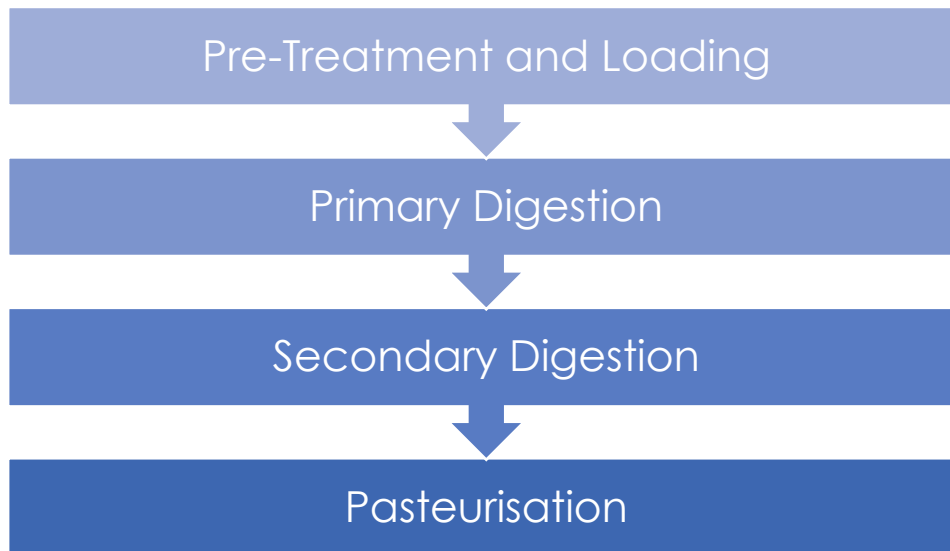 Pre-Treatment and Loading
Primary Digestion
Secondary Digestion
Pasteurisation